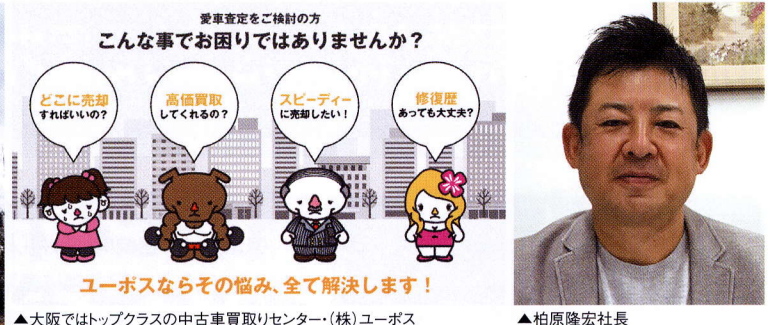 愛車査定をご検討の方
こんな事でお困りではありませんか？
どこに売却
すればいいの？
高価買取
してくれるの？
スピーディー
に売却したい！
修復歴
あっても大丈夫？
ユーポスならその悩み、全て解決します！
▲大阪ではトップクラスの中古車買取りセンター・(株)ユーポス
▲柏原隆宏社長